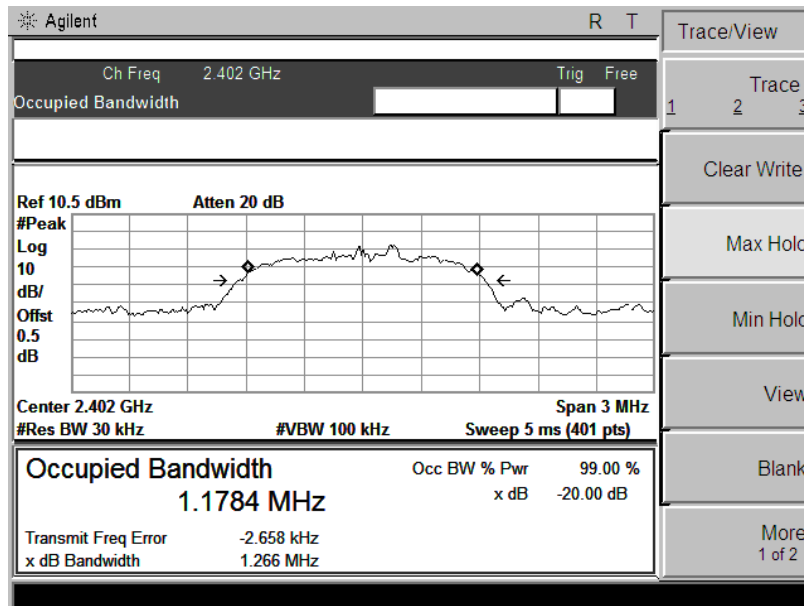 Agilent R T
Trace/View
Ch Freq 2.402 GHz Trig Free
Occupied Bandwidth
Trace
1 2 3
Clear Write
Max Hold
Min Hold
View
Blank
More
1 of 2
Ref 10.5 dBm Atten 20 dB
#Peak
Log
10
dB/
Offst
0.5
dB
Center 2.402 GHz Span 3 MHz
#Res BW 30 kHz #VBW 100 kHz Sweep 5 ms (401 pts)
Occupied Bandwidth Occ BW % Pwr 99.00 %
1.1784 MHz x dB -20.00 dB
Transmit Freq Error -2.658 kHz
x dB Bandwidth 1.266 MHz